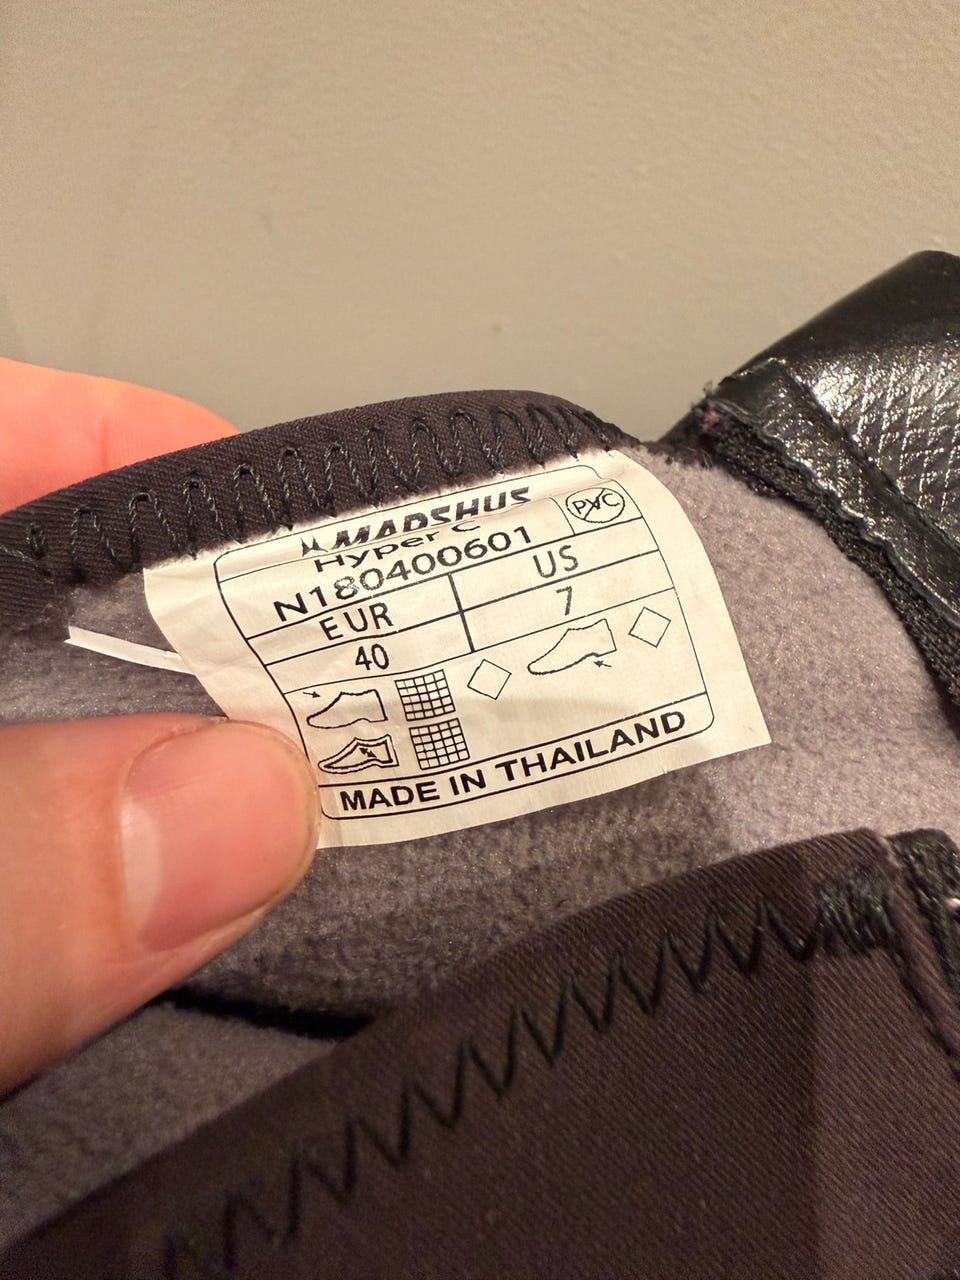 MADSHUS
PVC
Hyper C
N180400601
EUR US
40 7
MADE IN THAILAND